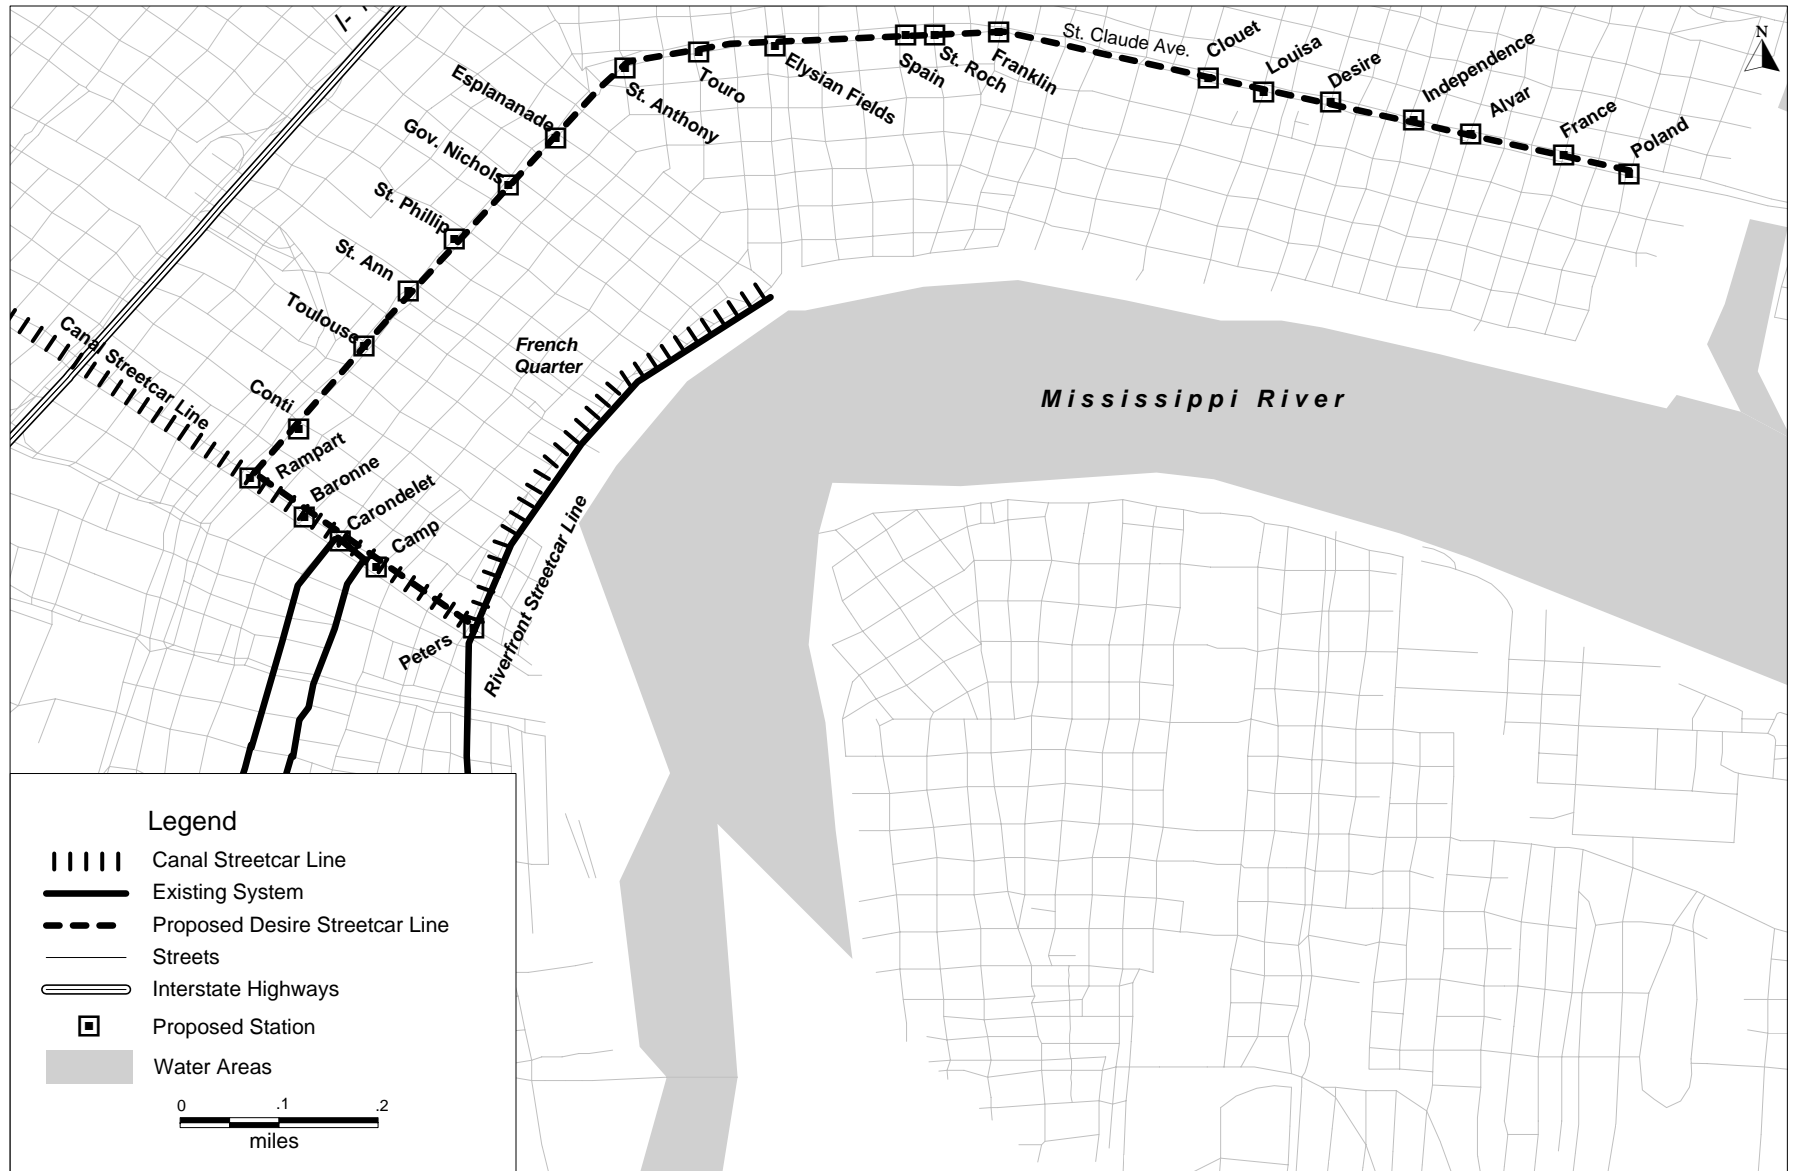 I-
N
St. Claude Ave.
Clouet
Louisa
Desire
Independence
Alvar
France
Poland
Franklin
St. Roch
Spain
Elysian Fields
Touro
St. Anthony
Esplananade
Gov. Nichols
St. Phillip
St. Ann
Toulouse
Conti
Canal Streetcar Line
French
Quarter
Mississippi River
Rampart
Baronne
Carondelet
Camp
Peters
Riverfront Streetcar Line
Legend
Canal Streetcar Line
Existing System
Proposed Desire Streetcar Line
Streets
Interstate Highways
Proposed Station
Water Areas
0 .1 .2
miles